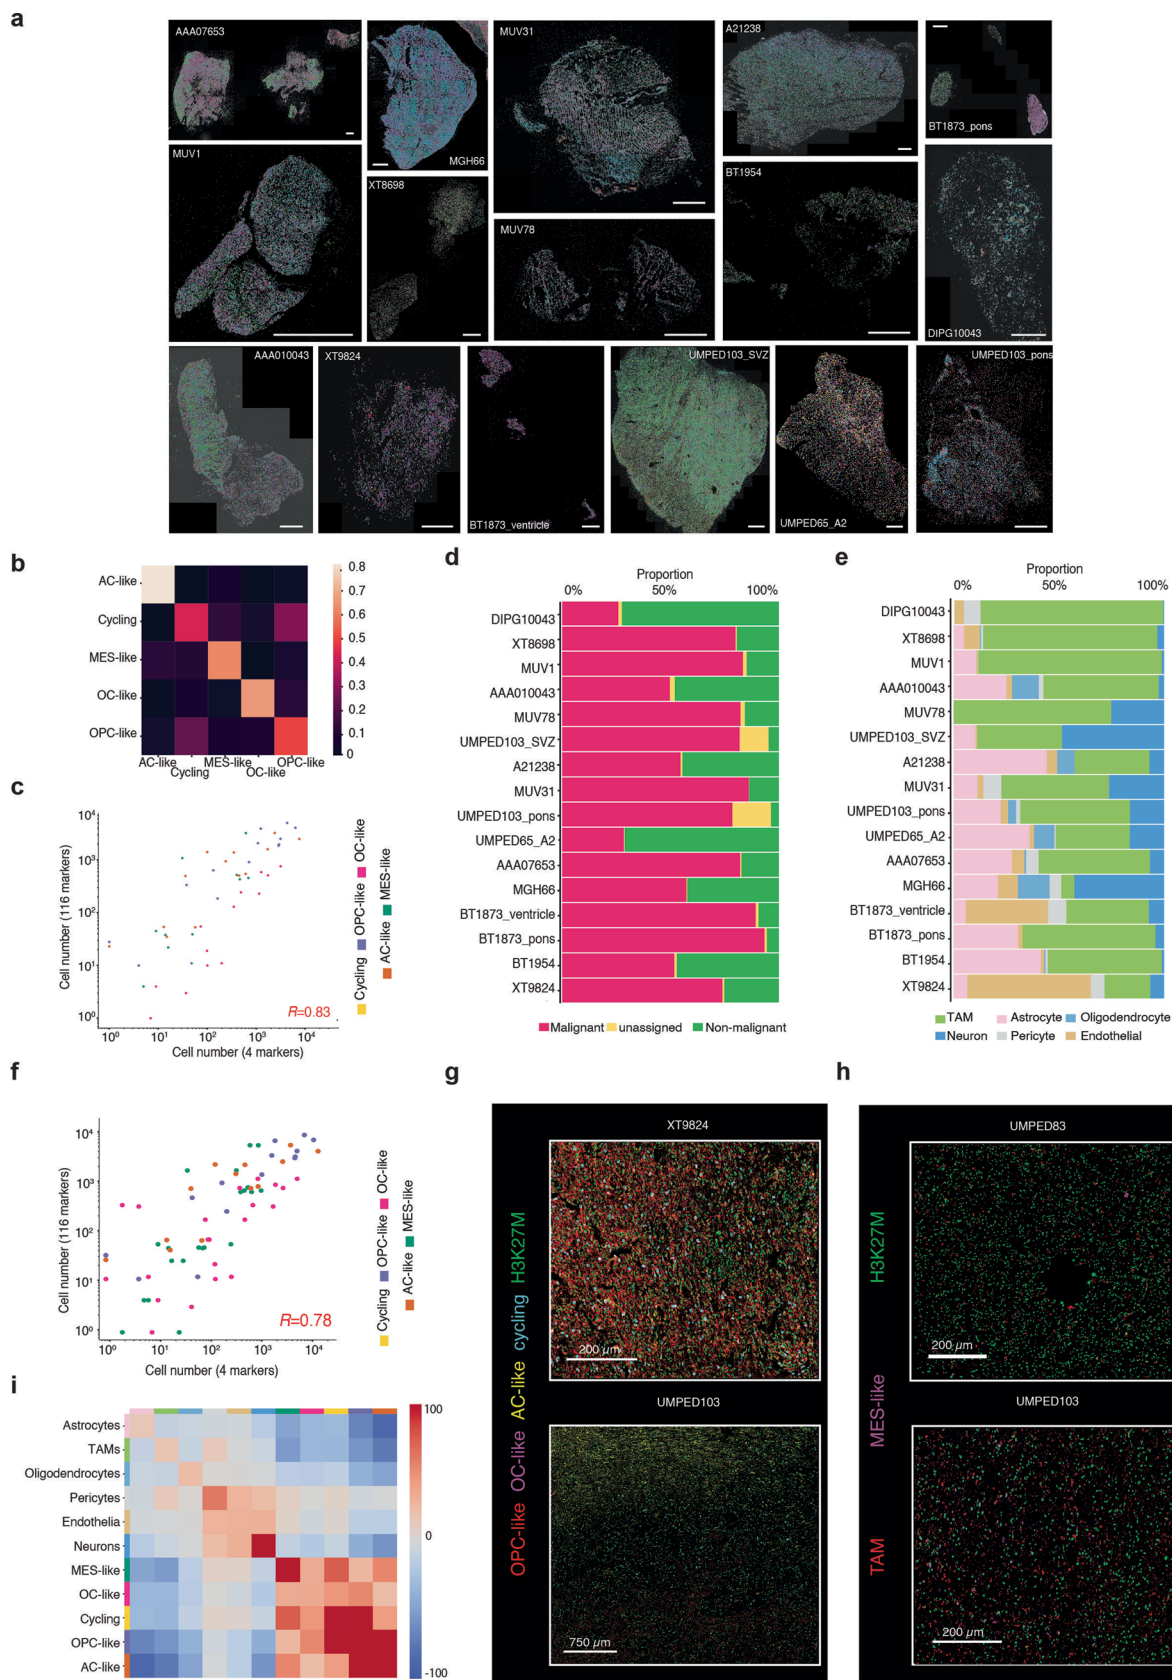 a
AAA07653
MGH66
MUV31
A21238
BT1873_pons
MUV1
XT8698
MUV78
BT1954
DIPG10043
AAA010043
XT9824
BT1873_ventricle
UMPED103_SVZ
UMPED65_A2
UMPED103_pons
b
AC-like
Cycling
MES-like
OC-like
OPC-like
AC-like
Cycling
MES-like
OC-like
OPC-like
0.8
0.7
0.6
0.5
0.4
0.3
0.2
0.1
0
c
Cell number (116 markers)
10⁴
10³
10²
10¹
10⁰
10⁰
10¹
10²
10³
10⁴
Cell number (4 markers)
R=0.83
Cycling
OPC-like
OC-like
AC-like
MES-like
d
Proportion
0%
50%
100%
DIPG10043
XT8698
MUV1
AAA010043
MUV78
UMPED103_SVZ
A21238
MUV31
UMPED103_pons
UMPED65_A2
AAA07653
MGH66
BT1873_ventricle
BT1873_pons
BT1954
XT9824
Malignant
unassigned
Non-malignant
e
Proportion
0%
50%
100%
DIPG10043
XT8698
MUV1
AAA010043
MUV78
UMPED103_SVZ
A21238
MUV31
UMPED103_pons
UMPED65_A2
AAA07653
MGH66
BT1873_ventricle
BT1873_pons
BT1954
XT9824
TAM
Astrocyte
Oligodendrocyte
Neuron
Pericyte
Endothelial
f
Cell number (116 markers)
10⁴
10³
10²
10¹
10⁰
10⁰
10¹
10²
10³
10⁴
Cell number (4 markers)
R=0.78
Cycling
OPC-like
OC-like
AC-like
MES-like
g
OPC-like OC-like AC-like cycling H3K27M
XT9824
200 µm
UMPED103
750 µm
h
TAM MES-like H3K27M
UMPED83
200 µm
UMPED103
200 µm
i
Astrocytes
TAMs
Oligodendrocytes
Pericytes
Endothelia
Neurons
MES-like
OC-like
Cycling
OPC-like
AC-like
100
0
-100